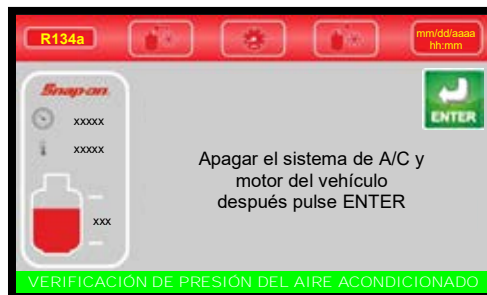 R134a
mm/dd/aaaa
hh:mm
Snap-on
xxxxx
xxxxx
xxx
ENTER
Apagar el sistema de A/C y
motor del vehículo
después pulse ENTER
VERIFICACIÓN DE PRESIÓN DEL AIRE ACONDICIONADO